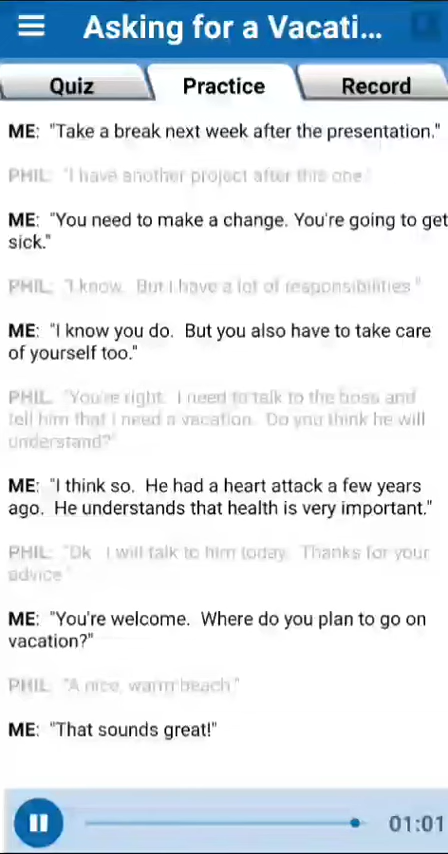 Asking for a Vacati...
Quiz
Practice
Record
ME: "Take a break next week after the presentation."
PHIL: "I have another project after this one."
ME: "You need to make a change. You're going to get
sick."
PHIL: "I know. But I have a lot of responsibilities."
ME: "I know you do. But you also have to take care
of yourself too."
PHIL: "You're right. I need to talk to the boss and
tell him that I need a vacation. Do you think he will
understand?"
ME: "I think so. He had a heart attack a few years
ago. He understands that health is very important."
PHIL: "Ok. I will talk to him today. Thanks for your
advice."
ME: "You're welcome. Where do you plan to go on
vacation?"
PHIL: "A nice, warm beach."
ME: "That sounds great!"
01:01